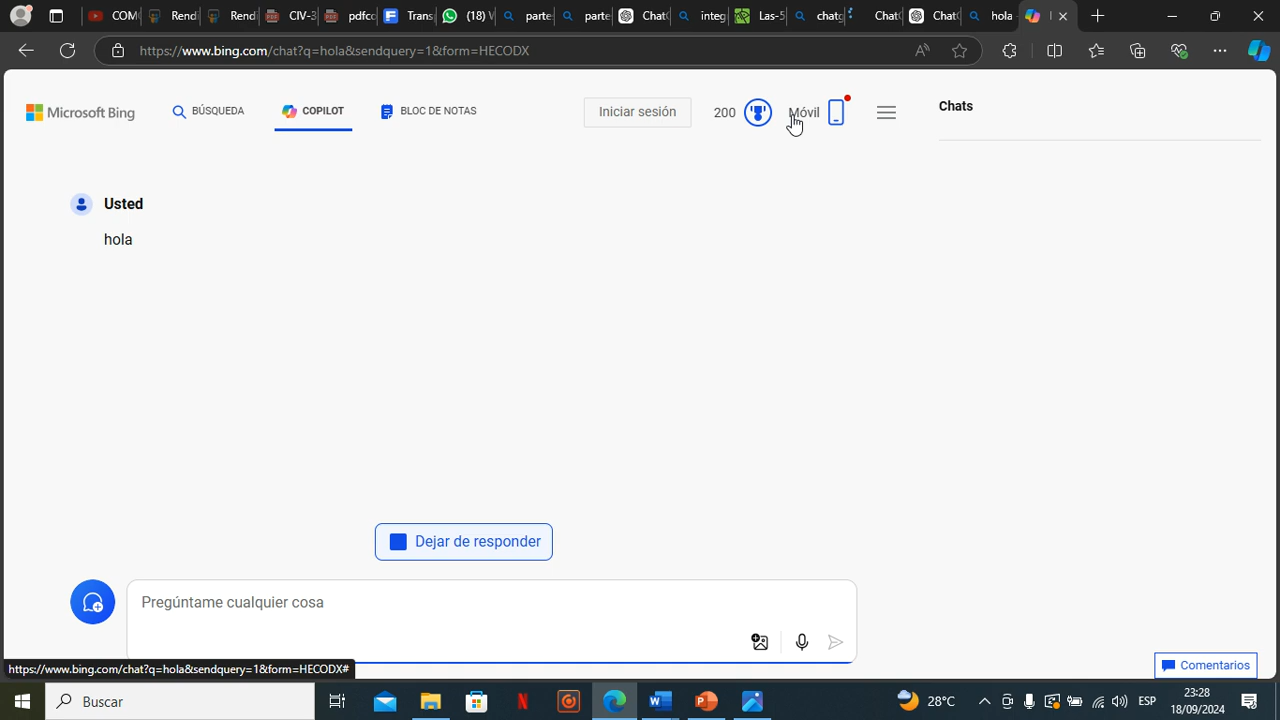 COM
Rendi
Rendi
CIV-3
pdfcc
Trans
(18) V
parte
parte
Chat
integ
Las-5
chatg
Chat
Chat
hola
https://www.bing.com/chat?q=hola&sendquery=1&form=HECODX
Microsoft Bing
BÚSQUEDA
COPILOT
BLOC DE NOTAS
Iniciar sesión
200
Móvil
Chats
Usted
hola
Dejar de responder
Pregúntame cualquier cosa
https://www.bing.com/chat?q=hola&sendquery=1&form=HECODX#
Comentarios
Buscar
28°C
ESP
23:28
18/09/2024